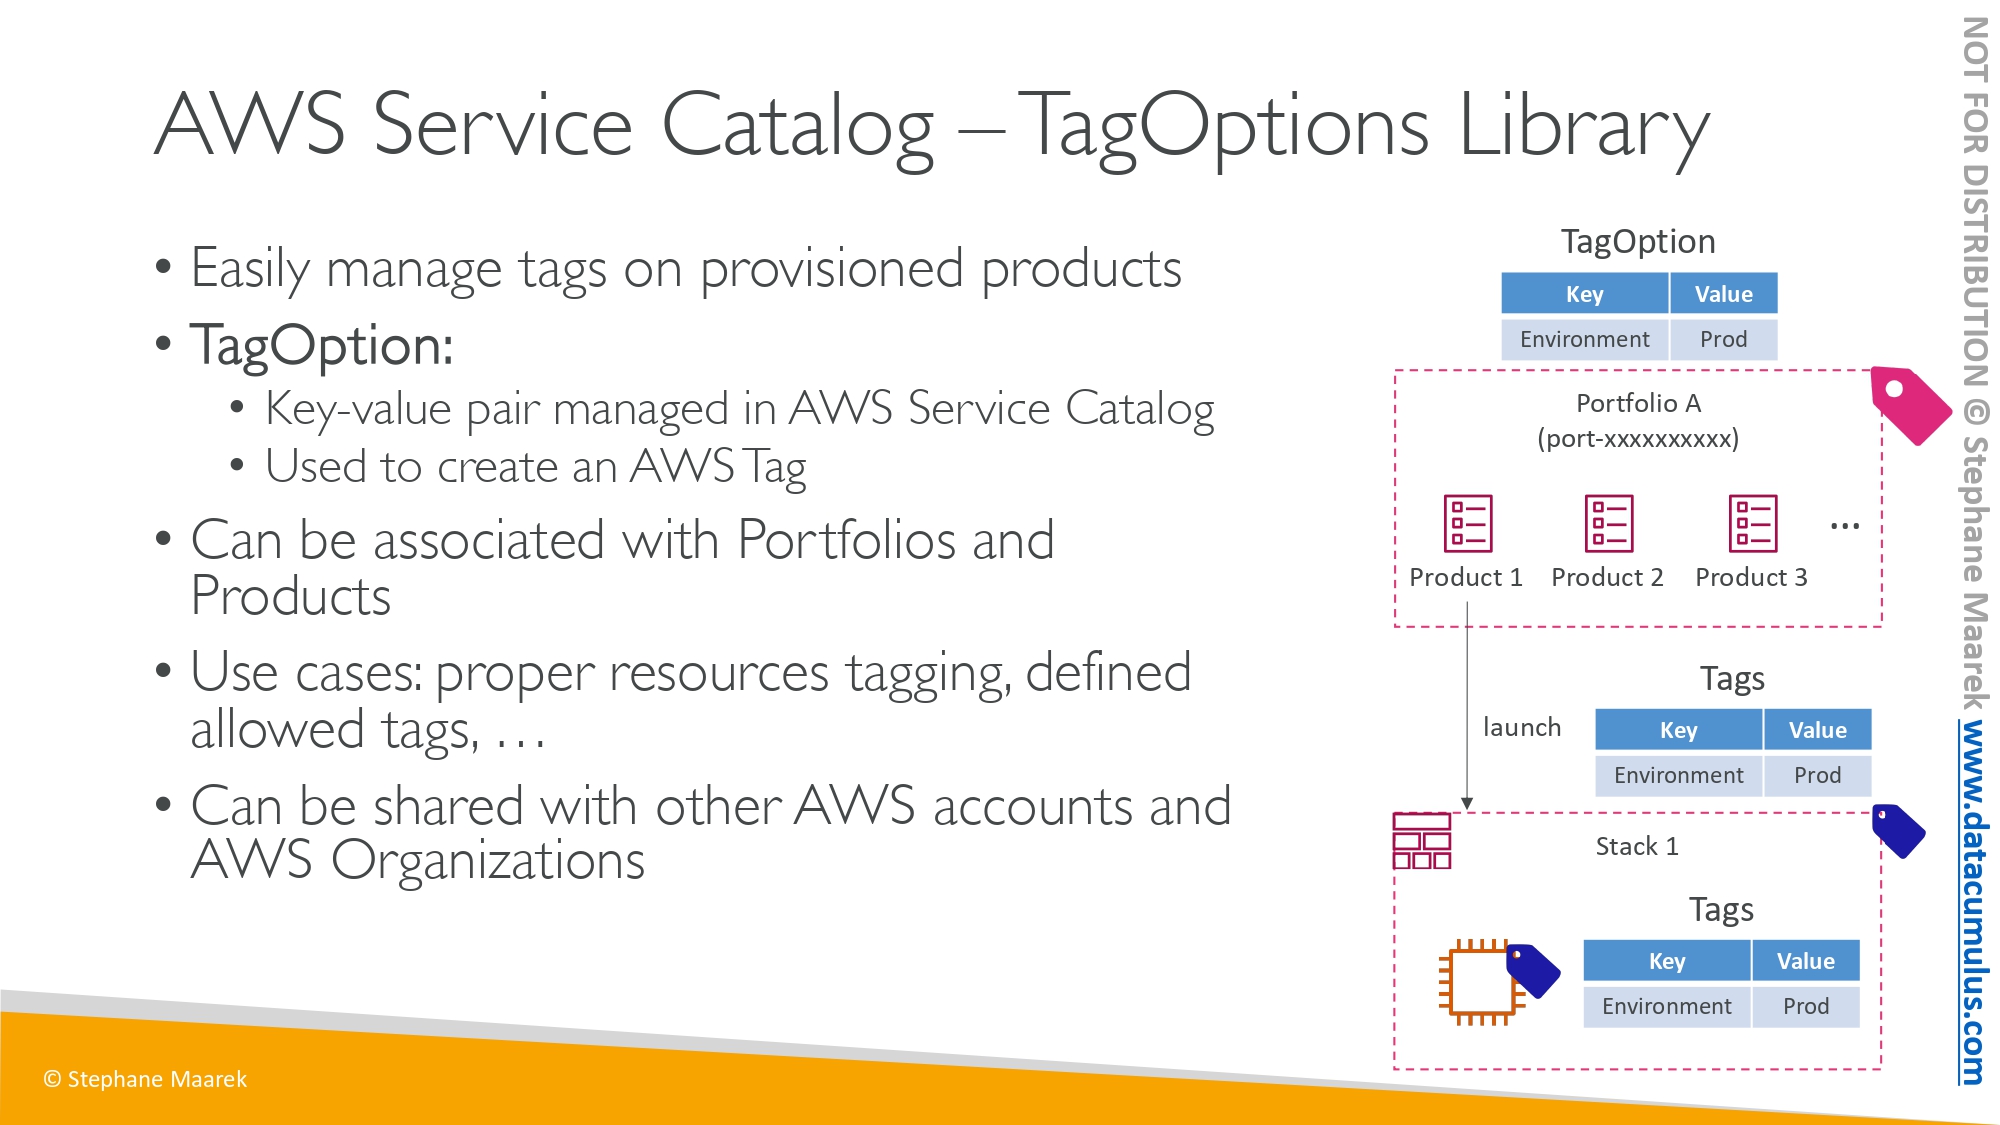 AWS Service Catalog – TagOptions Library
• Easily manage tags on provisioned products
• TagOption:
• Key-value pair managed in AWS Service Catalog
• Used to create an AWS Tag
• Can be associated with Portfolios and
Products
• Use cases: proper resources tagging, defined
allowed tags, …
• Can be shared with other AWS accounts and
AWS Organizations
TagOption
Key Value
Environment Prod
Portfolio A
(port-xxxxxxxxxx)
...
Product 1 Product 2 Product 3
launch
Tags
Key Value
Environment Prod
Stack 1
Tags
Key Value
Environment Prod
© Stephane Maarek
NOT FOR DISTRIBUTION © Stephane Maarek www.datacumulus.com